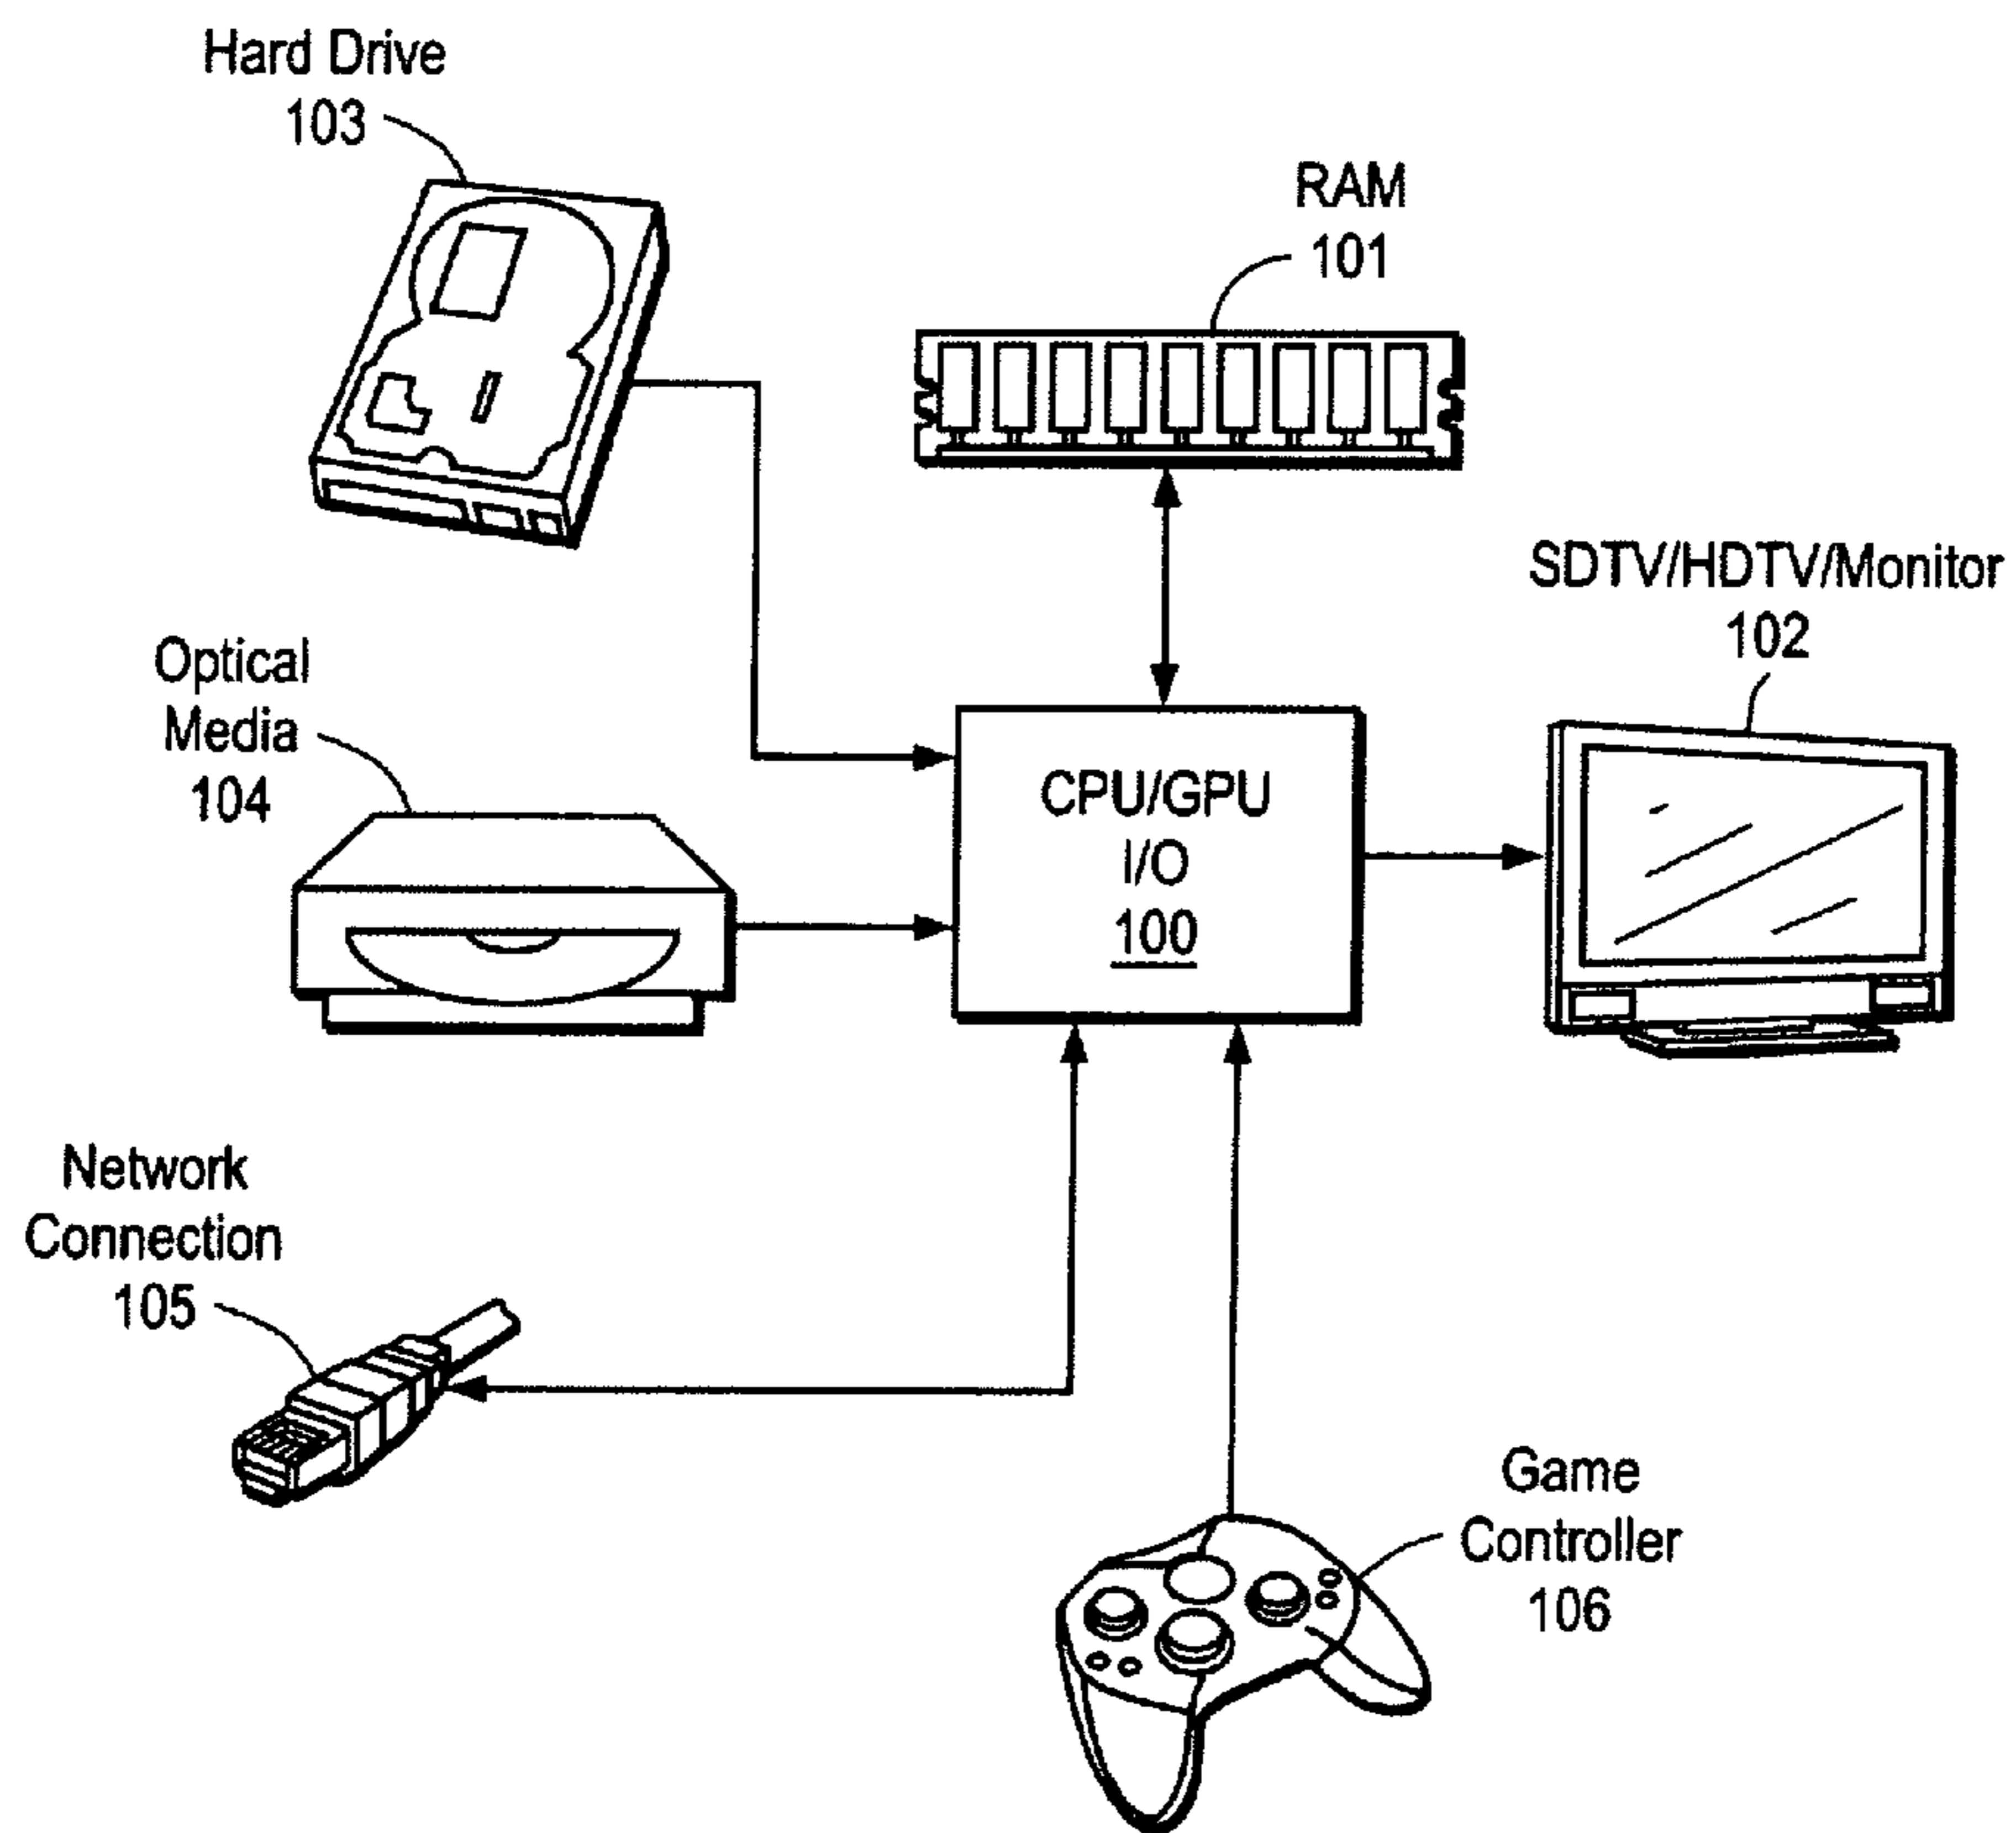 Hard Drive
103
RAM
101
SDTV/HDTV/Monitor
102
Optical
Media
104
CPU/GPU
I/O
100
Network
Connection
105
Game
Controller
106